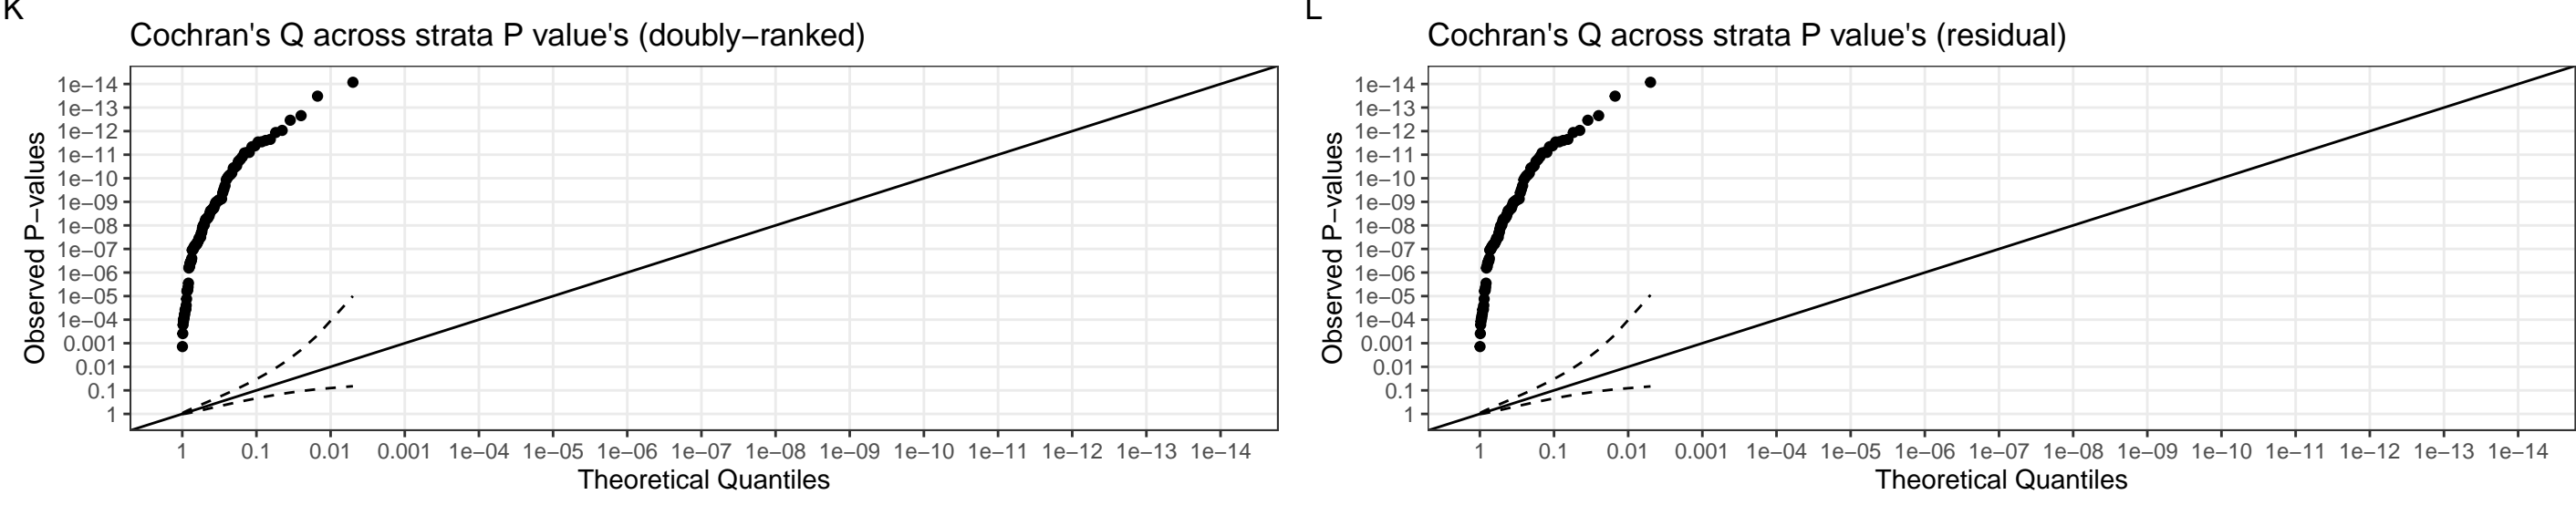 K
Cochran's Q across strata P value's (doubly−ranked)
Observed P−values
1e−14
1e−13
1e−12
1e−11
1e−10
1e−09
1e−08
1e−07
1e−06
1e−05
1e−04
0.001
0.01
0.1
1
1 0.1 0.01 0.001 1e−04 1e−05 1e−06 1e−07 1e−08 1e−09 1e−10 1e−11 1e−12 1e−13 1e−14
Theoretical Quantiles
L
Cochran's Q across strata P value's (residual)
Observed P−values
1e−14
1e−13
1e−12
1e−11
1e−10
1e−09
1e−08
1e−07
1e−06
1e−05
1e−04
0.001
0.01
0.1
1
1 0.1 0.01 0.001 1e−04 1e−05 1e−06 1e−07 1e−08 1e−09 1e−10 1e−11 1e−12 1e−13 1e−14
Theoretical Quantiles